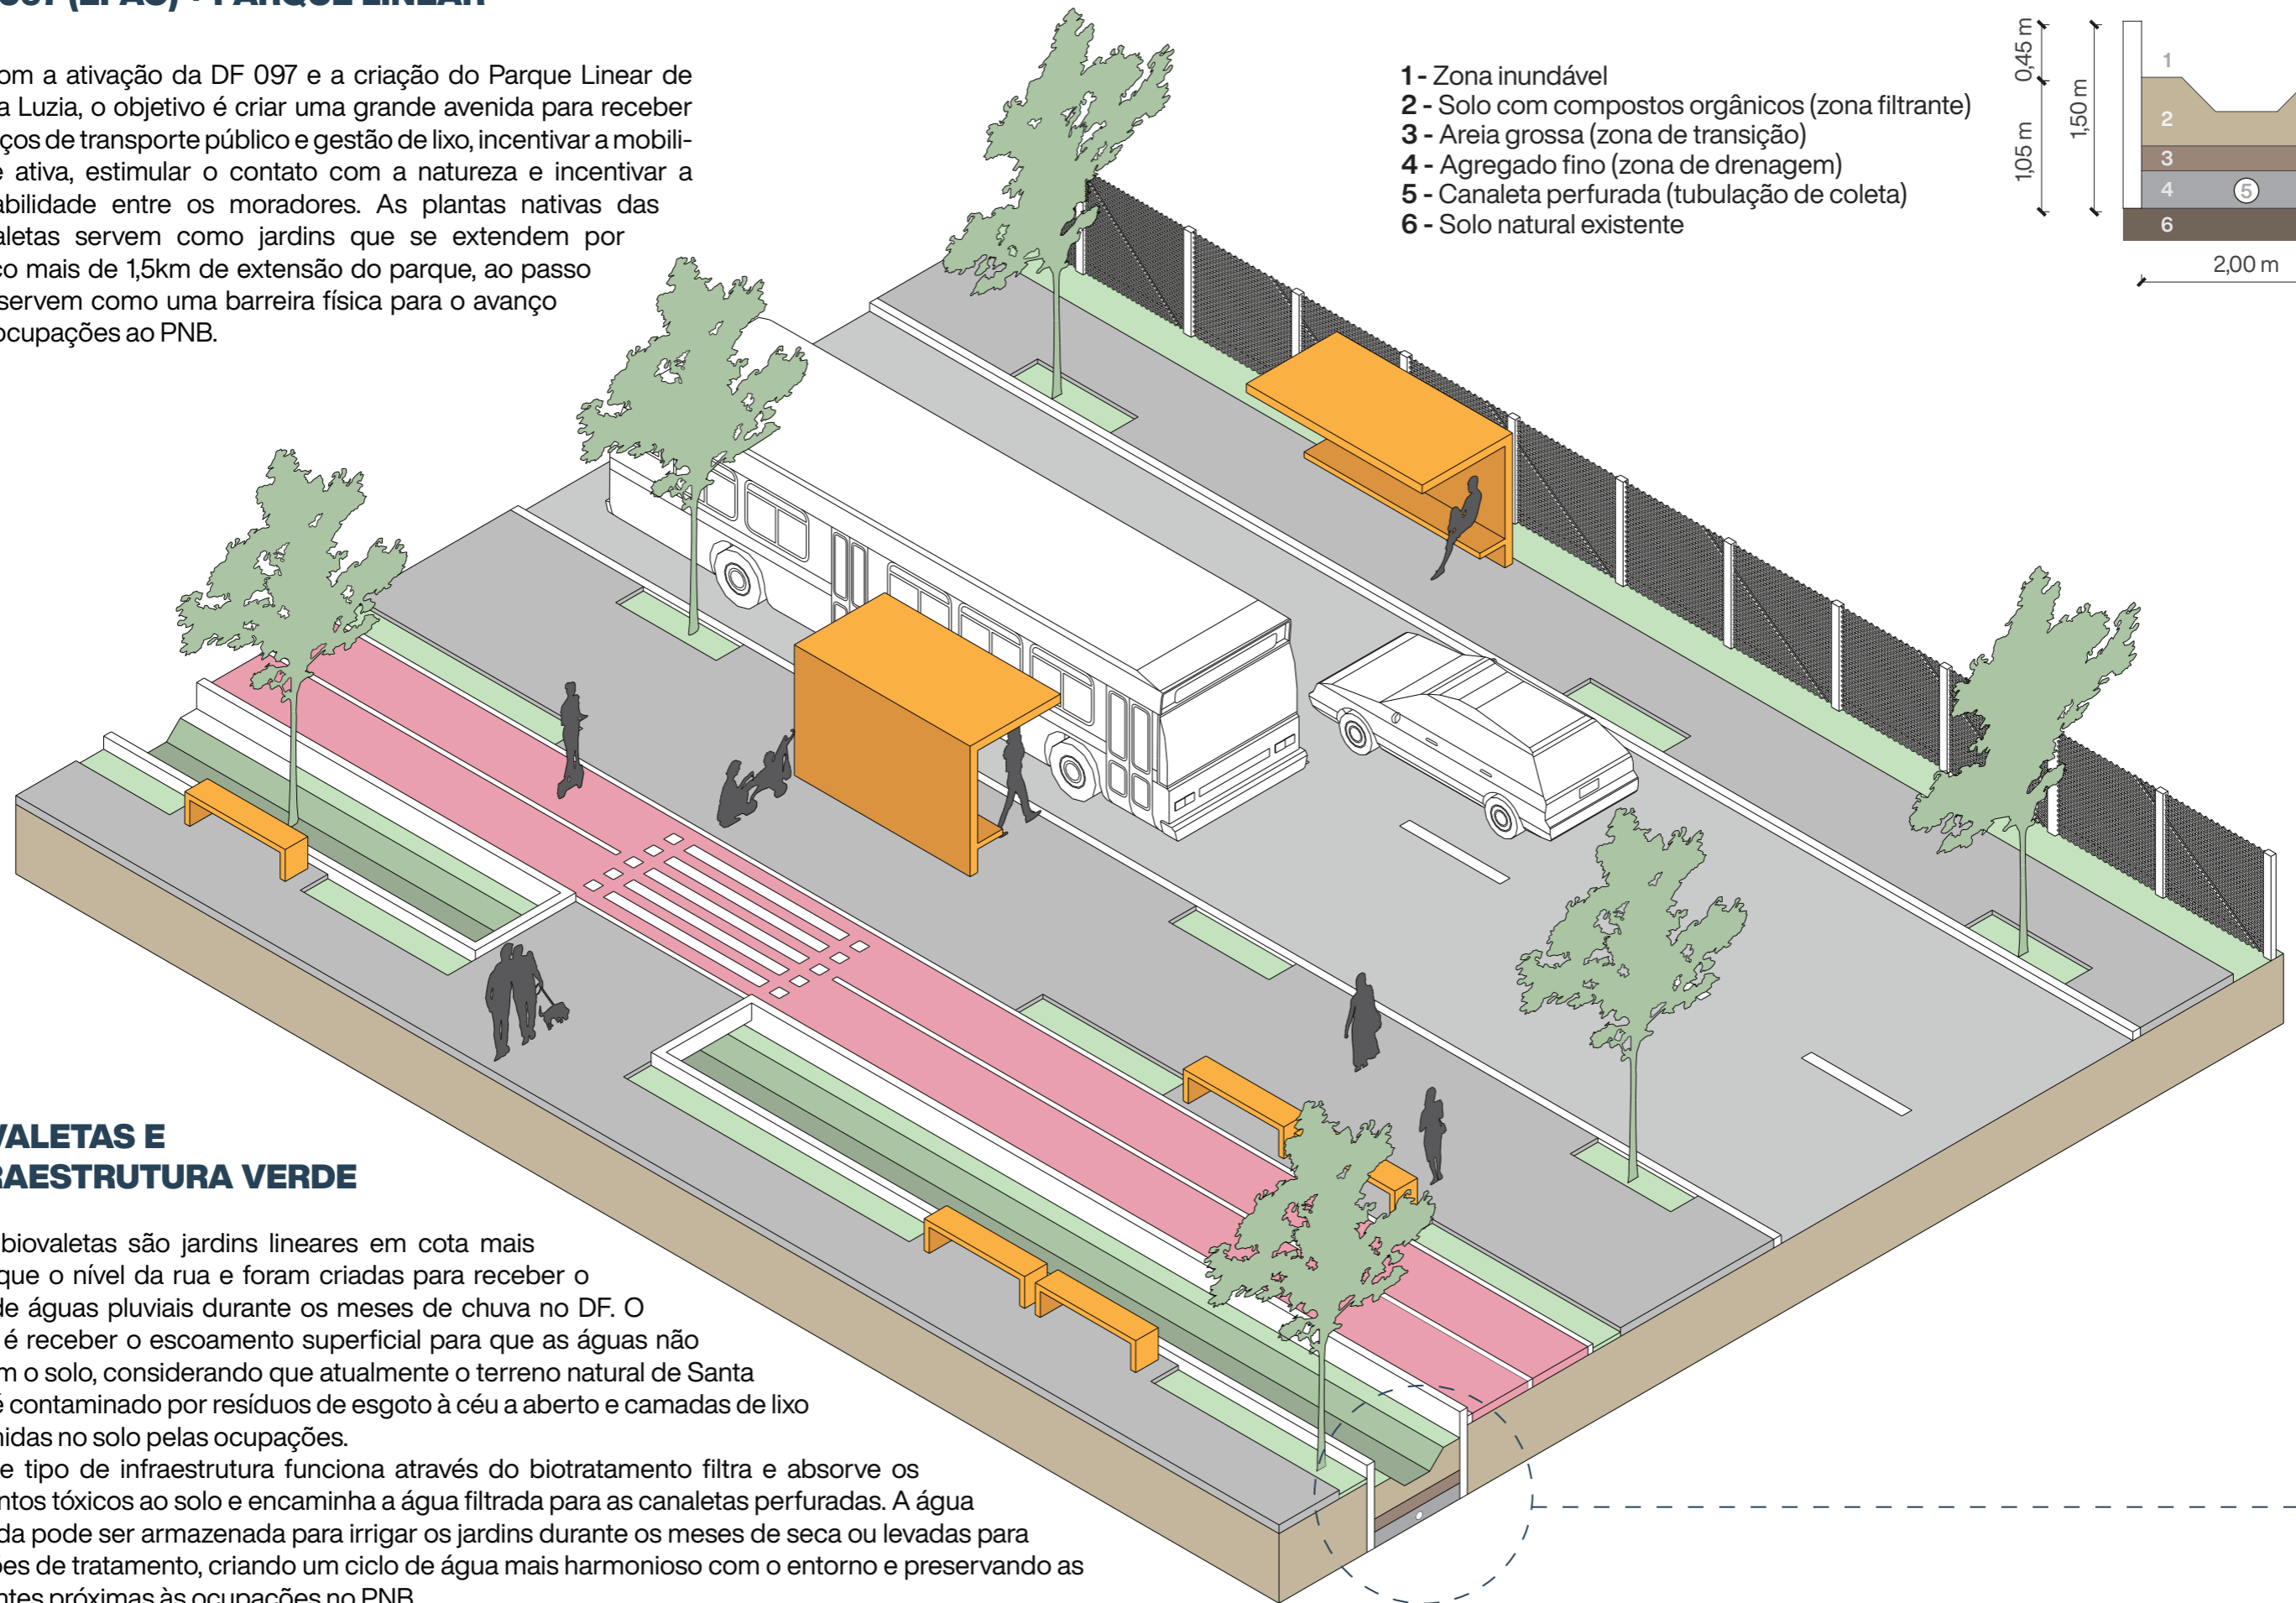 (EPAC) + PARQUE LINEAR
om a ativação da DF 097 e a criação do Parque Linear de
a Luzia, o objetivo é criar uma grande avenida para receber
ços de transporte público e gestão de lixo, incentivar a mobili-
e ativa, estimular o contato com a natureza e incentivar a
abilidade entre os moradores. As plantas nativas das
aletas servem como jardins que se extendem por
co mais de 1,5km de extensão do parque, ao passo
servem como uma barreira física para o avanço
ocupações ao PNB.
1 - Zona inundável
2 - Solo com compostos orgânicos (zona filtrante)
3 - Areia grossa (zona de transição)
4 - Agregado fino (zona de drenagem)
5 - Canaleta perfurada (tubulação de coleta)
6 - Solo natural existente
0,45 m
1,05 m
1,50 m
1
2
3
4
5
6
2,00 m
VALETAS E
RAESTRUTURA VERDE
biovaletas são jardins lineares em cota mais
que o nível da rua e foram criadas para receber o
de águas pluviais durante os meses de chuva no DF. O
é receber o escoamento superficial para que as águas não
m o solo, considerando que atualmente o terreno natural de Santa
é contaminado por resíduos de esgoto à céu a aberto e camadas de lixo
nidas no solo pelas ocupações.
e tipo de infraestrutura funciona através do biotratamento filtra e absorve os
ntos tóxicos ao solo e encaminha a água filtrada para as canaletas perfuradas. A água
da pode ser armazenada para irrigar os jardins durante os meses de seca ou levadas para
ões de tratamento, criando um ciclo de água mais harmonioso com o entorno e preservando as
ntes próximas às ocupações no PNB